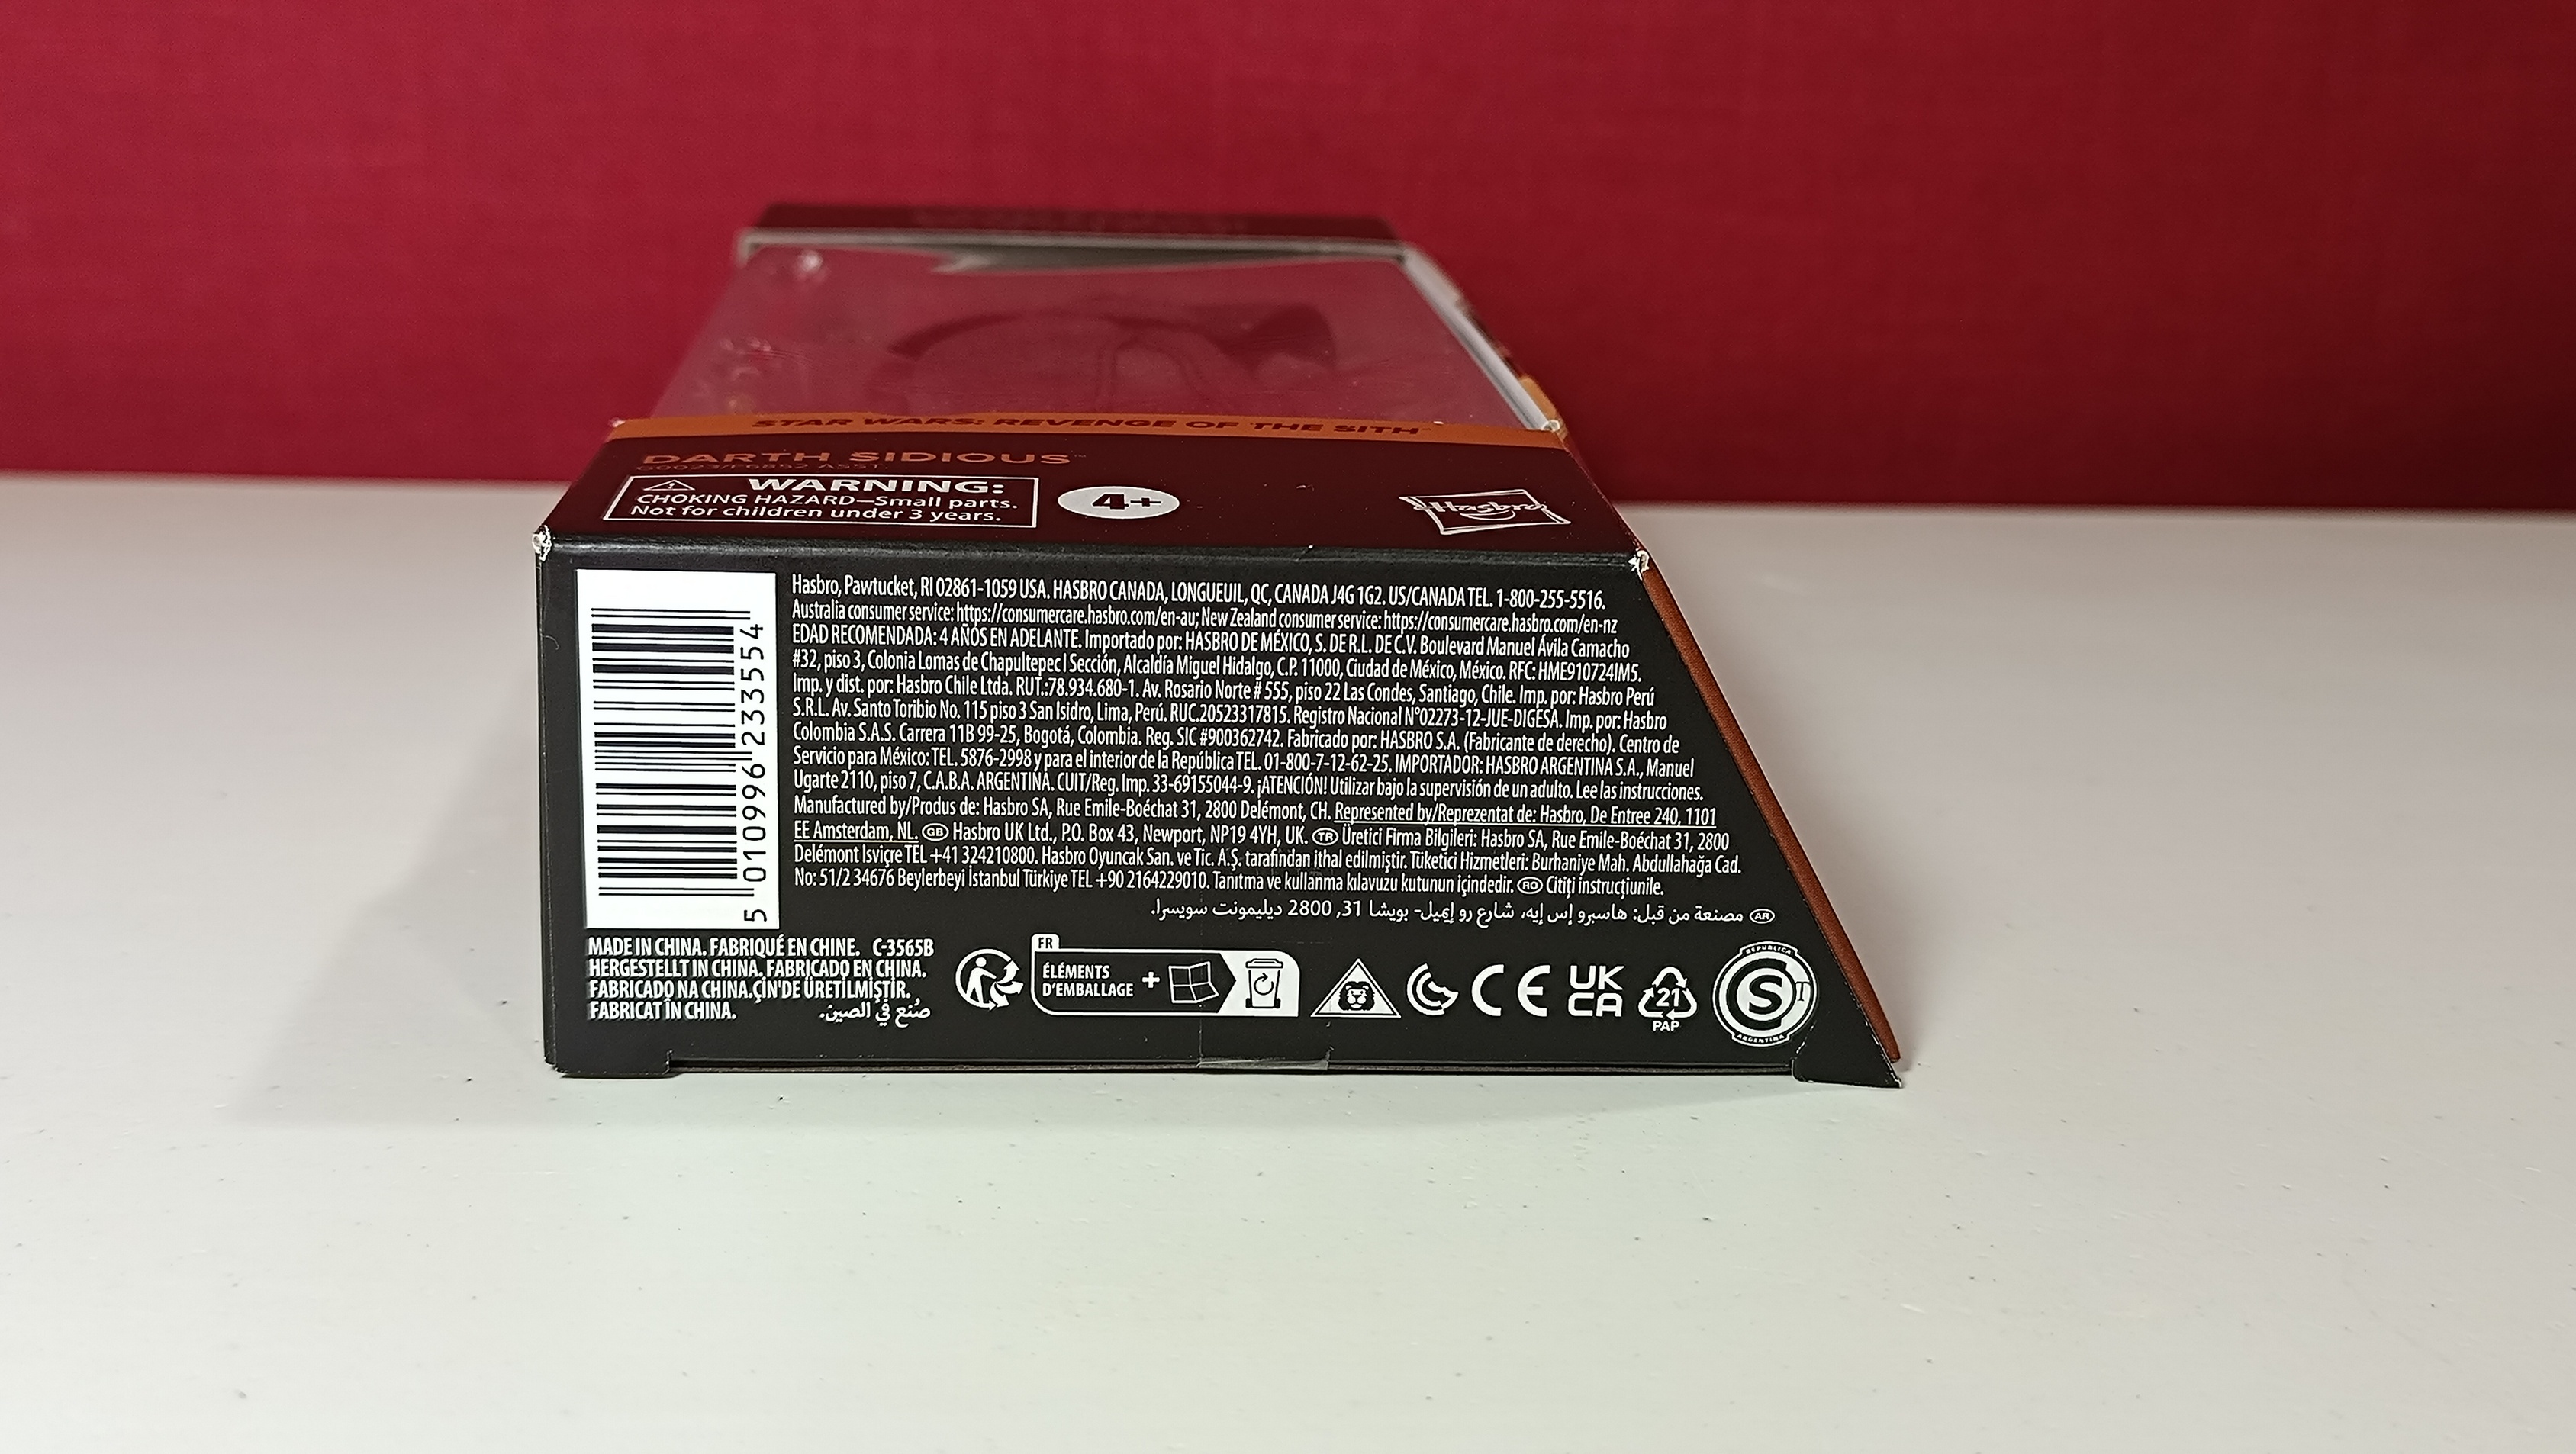 STAR WARS: REVENGE OF THE SITH™
DARTH SIDIOUS™
G0023/F6852 ASST.
WARNING:
CHOKING HAZARD—Small parts.
Not for children under 3 years.
4+
Hasbro
Hasbro, Pawtucket, RI 02861-1059 USA. HASBRO CANADA, LONGUEUIL, QC, CANADA J4G 1G2. US/CANADA TEL. 1-800-255-5516.
Australia consumer service: https://consumercare.hasbro.com/en-au; New Zealand consumer service: https://consumercare.hasbro.com/en-nz
EDAD RECOMENDADA: 4 AÑOS EN ADELANTE. Importado por: HASBRO DE MÉXICO, S. DE R.L. DE C.V. Boulevard Manuel Ávila Camacho
#32, piso 3, Colonia Lomas de Chapultepec I Sección, Alcaldía Miguel Hidalgo, C.P. 11000, Ciudad de México, México. RFC: HME910724IM5.
Imp. y dist. por: Hasbro Chile Ltda. RUT.:78.934.680-1. Av. Rosario Norte # 555, piso 22 Las Condes, Santiago, Chile. Imp. por: Hasbro Perú
S.R.L. Av. Santo Toribio No. 115 piso 3 San Isidro, Lima, Perú. RUC.20523317815. Registro Nacional N°02273-12-JUE-DIGESA. Imp. por: Hasbro
Colombia S.A.S. Carrera 11B 99-25, Bogotá, Colombia. Reg. SIC #900362742. Fabricado por: HASBRO S.A. (Fabricante de derecho). Centro de
Servicio para México: TEL. 5876-2998 y para el interior de la República TEL. 01-800-7-12-62-25. IMPORTADOR: HASBRO ARGENTINA S.A., Manuel
Ugarte 2110, piso 7, C.A.B.A. ARGENTINA. CUIT/Reg. Imp. 33-69155044-9. ¡ATENCIÓN! Utilizar bajo la supervisión de un adulto. Lee las instrucciones.
Manufactured by/Produs de: Hasbro SA, Rue Emile-Boéchat 31, 2800 Delémont, CH. Represented by/Reprezentat de: Hasbro, De Entree 240, 1101
EE Amsterdam, NL. GB Hasbro UK Ltd., P.O. Box 43, Newport, NP19 4YH, UK. TR Üretici Firma Bilgileri: Hasbro SA, Rue Emile-Boéchat 31, 2800
Delémont Isviçre TEL +41 324210800. Hasbro Oyuncak San. ve Tic. A.Ş. tarafından ithal edilmiştir. Tüketici Hizmetleri: Burhaniye Mah. Abdullahağa Cad.
No: 51/2 34676 Beylerbeyi İstanbul Türkiye TEL +90 2164229010. Tanıtma ve kullanma kılavuzu kutunun içindedir. RO Citiți instrucțiunile.
AR مصنعة من قبل: هاسبرو إس إيه، شارع رو إيميل- بويشا 31, 2800 ديليمونت سويسرا.
5 010996 233554
MADE IN CHINA. FABRIQUÉ EN CHINE. C-3565B
HERGESTELLT IN CHINA. FABRICADO EN CHINA.
FABRICADO NA CHINA.ÇİN'DE ÜRETİLMİŞTİR.
FABRICAT ÎN CHINA. صُنع في الصين.
FR
ÉLÉMENTS
D'EMBALLAGE +
CE
UK
CA
21
PAP
REPUBLICA
S T
ARGENTINA